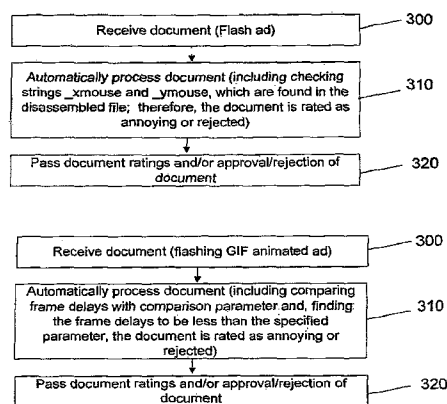 300
Receive document (Flash ad)
Automatically process document (including checking
strings _xmouse and _ymouse, which are found in the
disassembled file; therefore, the document is rated as
annoying or rejected)
310
Pass document ratings and/or approval/rejection of
document
320
300
Receive document (flashing GIF animated ad)
Automatically process document (including comparing
frame delays with comparison parameter and, finding
the frame delays to be less than the specified
parameter, the document is rated as annoying or
rejected)
310
Pass document ratings and/or approval/rejection of
document
320